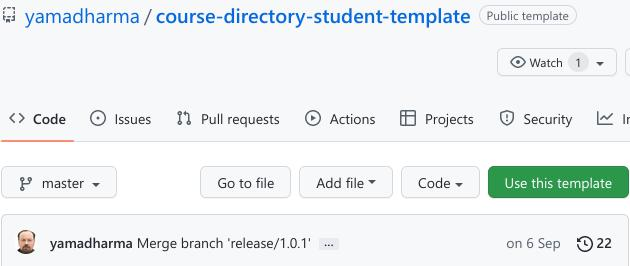 yamadharma / course-directory-student-template Public template
Watch 1
Code Issues Pull requests Actions Projects Security
master Go to file Add file Code Use this template
yamadharma Merge branch 'release/1.0.1' ... on 6 Sep 22